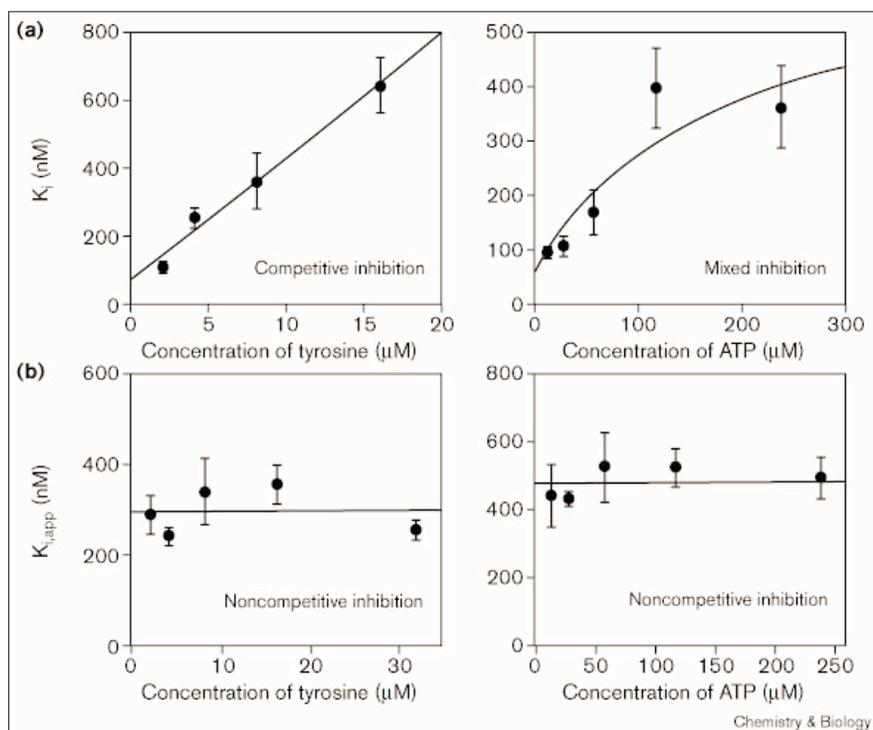 (a)
800
600
400
200
0
K_i (nM)
0 5 10 15 20
Concentration of tyrosine (μM)
Competitive inhibition
500
400
300
200
100
0
0 100 200 300
Concentration of ATP (μM)
Mixed inhibition
(b)
600
400
200
0
K_i,app (nM)
0 10 20 30
Concentration of tyrosine (μM)
Noncompetitive inhibition
800
600
400
200
0
0 50 100 150 200 250
Concentration of ATP (μM)
Noncompetitive inhibition
Chemistry & Biology